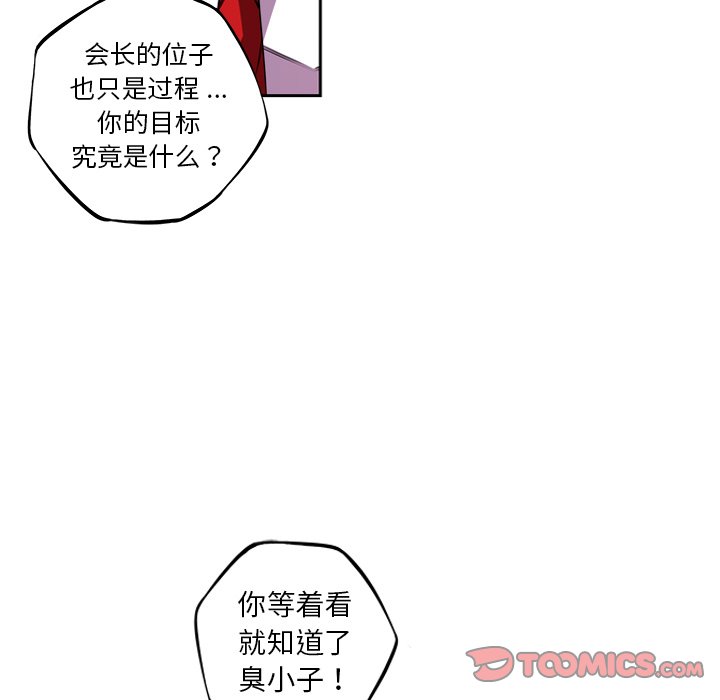 会长的位子
也只是过程 ...
你的目标
究竟是什么？
你等着看
就知道了
臭小子！
TOOMICS.COM